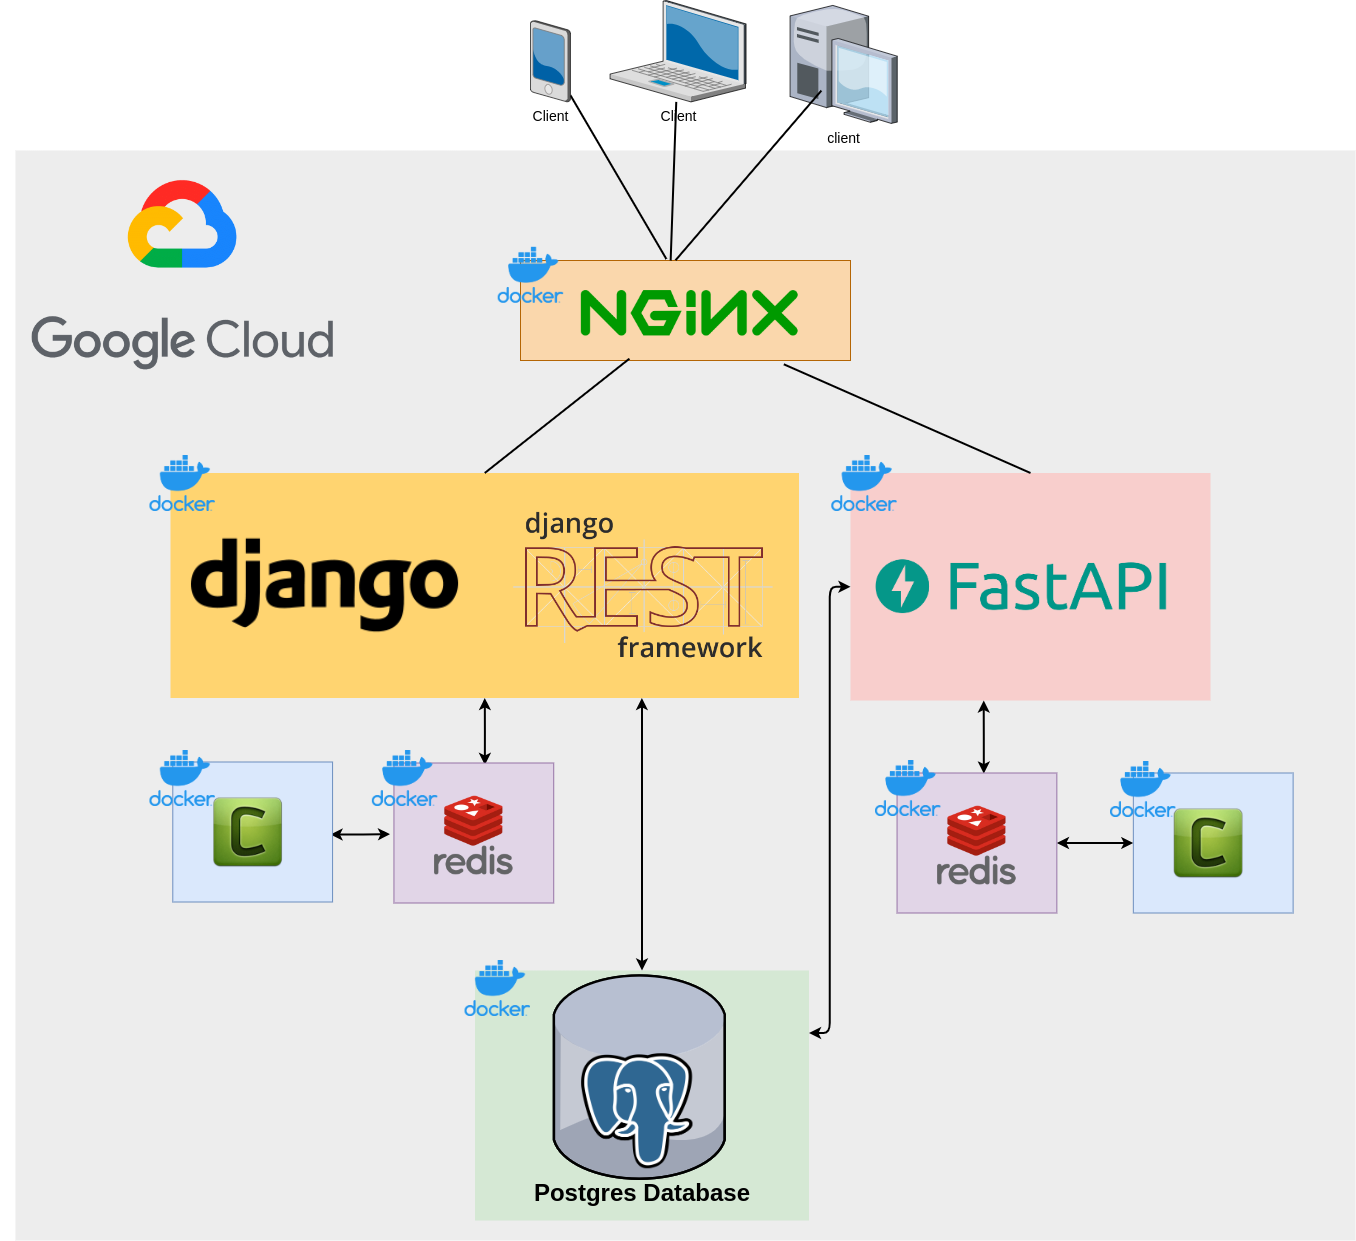 Client
Client
client
Google Cloud
docker
NGiNX
docker
django
django
REST
framework
docker
FastAPI
docker
C
docker
redis
docker
redis
docker
C
docker
Postgres Database